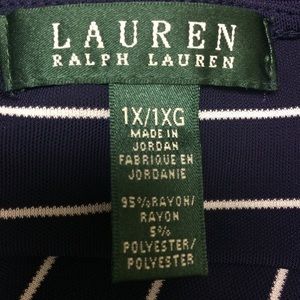 LAUREN
RALPH LAUREN
1X/1XG
MADE IN
JORDAN
FABRIQUE EN
JORDANIE
95%RAYON/
RAYON
5%
POLYESTER/
POLYESTER